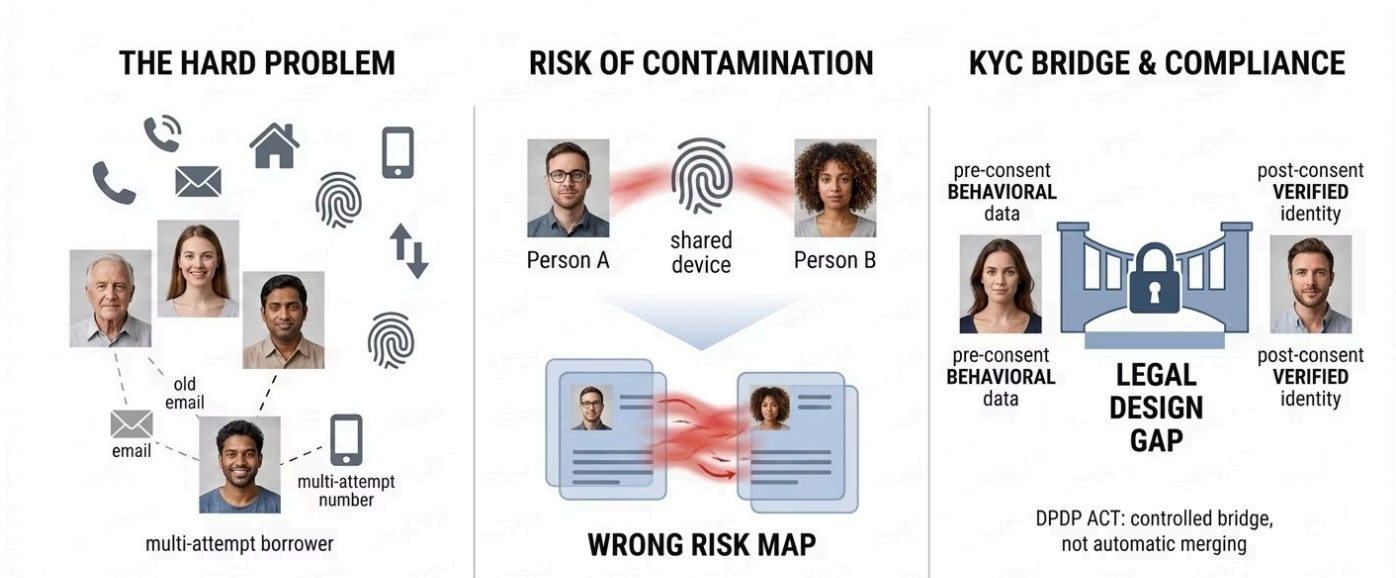 THE HARD PROBLEM
old
email
email
multi-attempt
number
multi-attempt borrower
RISK OF CONTAMINATION
Person A
shared
device
Person B
WRONG RISK MAP
KYC BRIDGE & COMPLIANCE
pre-consent
BEHAVIORAL
data
post-consent
VERIFIED
identity
pre-consent
BEHAVIORAL
data
LEGAL
DESIGN
GAP
post-consent
VERIFIED
identity
DPDP ACT: controlled bridge,
not automatic merging